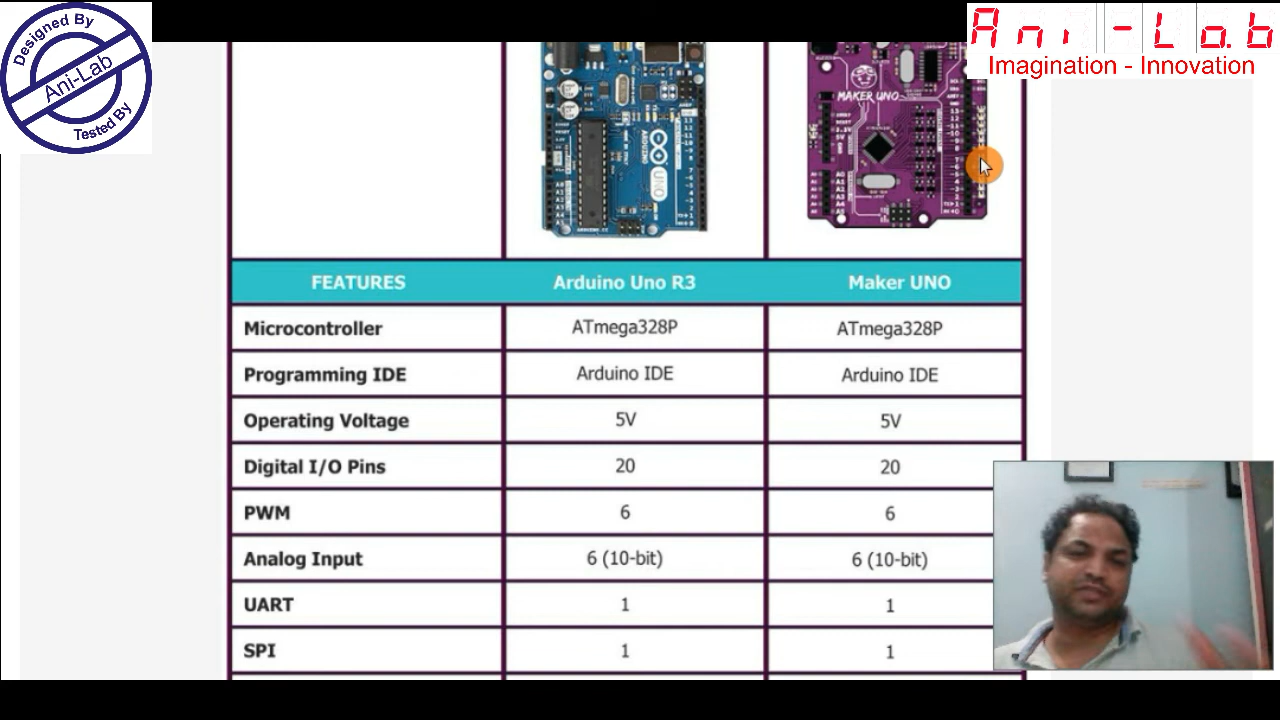 Designed By
Ani-Lab
Tested By
Ani-Lab
Imagination - Innovation
UNO
MAKER UNO
FEATURES Arduino Uno R3 Maker UNO
Microcontroller ATmega328P ATmega328P
Programming IDE Arduino IDE Arduino IDE
Operating Voltage 5V 5V
Digital I/O Pins 20 20
PWM 6 6
Analog Input 6 (10-bit) 6 (10-bit)
UART 1 1
SPI 1 1